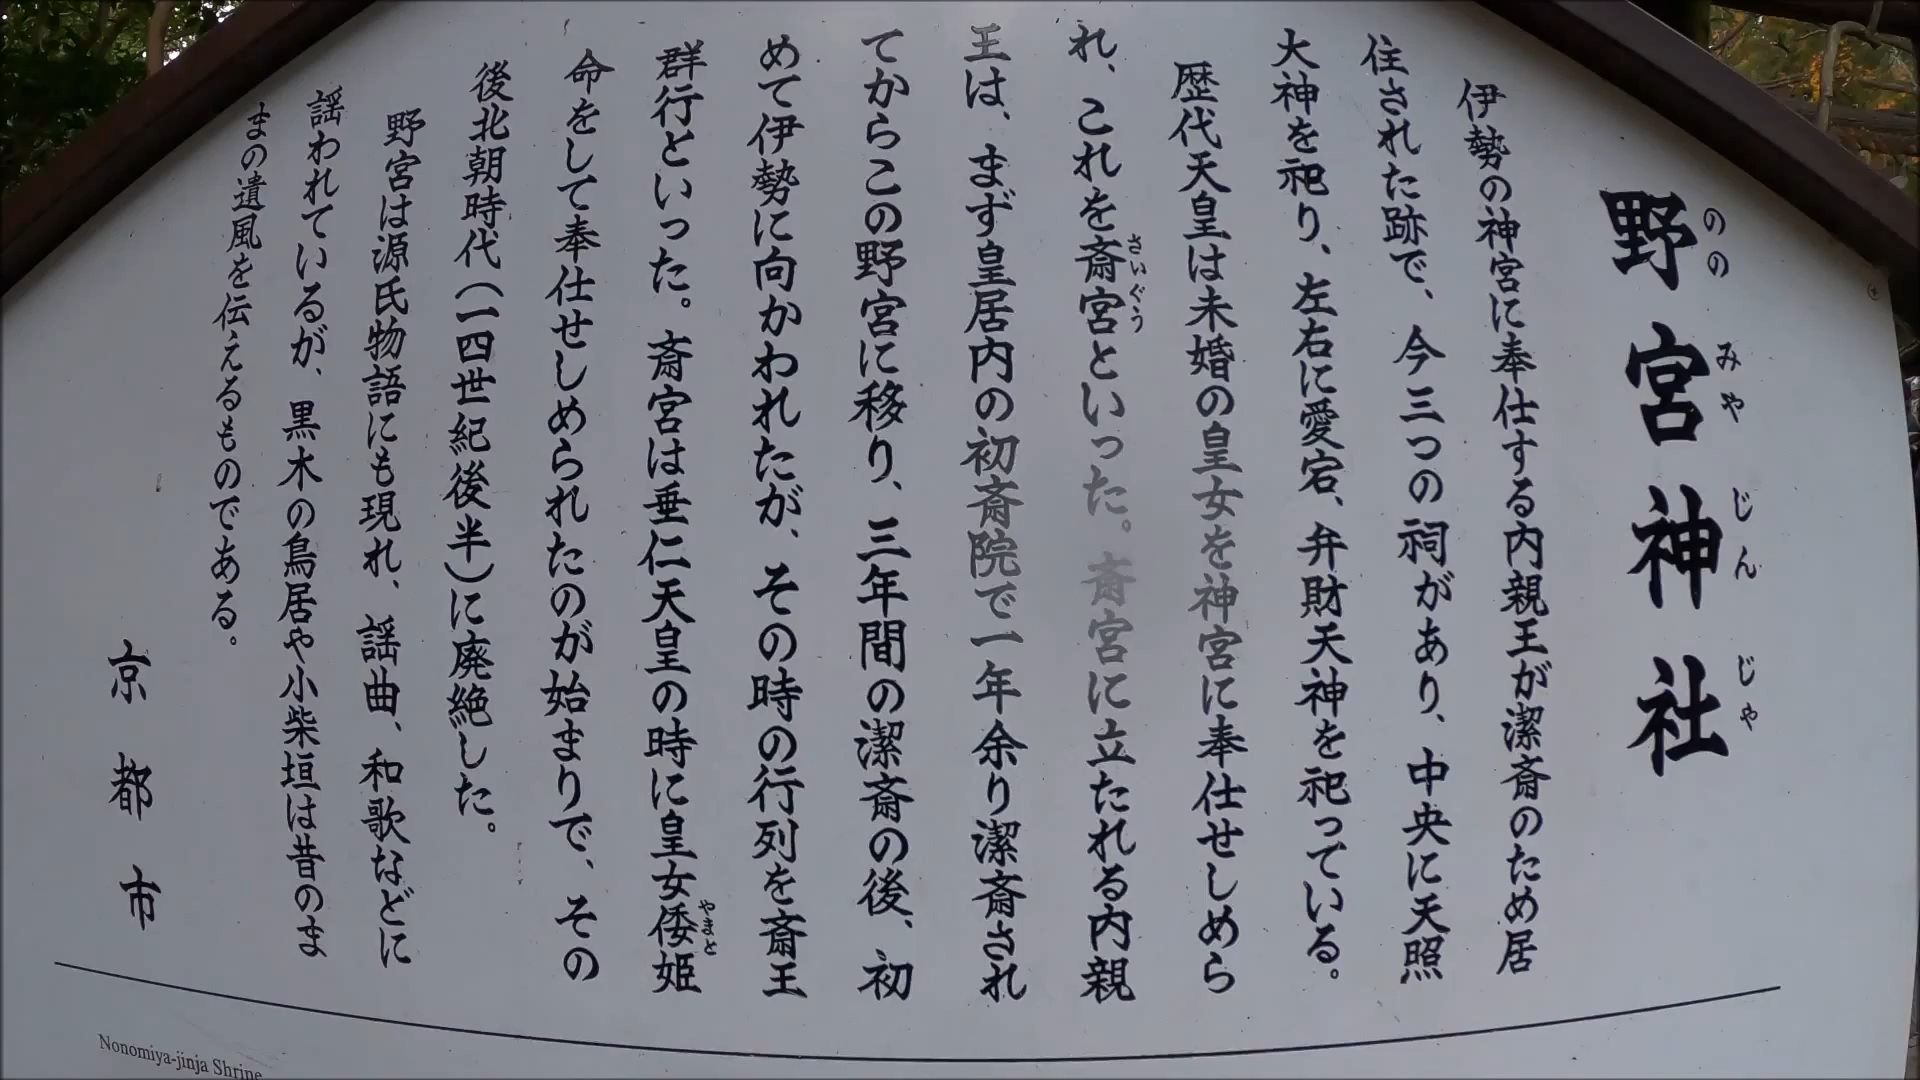 野宮神社
ののみやじんじゃ
伊勢の神宮に奉仕する内親王が潔斎のため居
住された跡で、今三つの祠があり、中央に天照
大神を祀り、左右に愛宕、弁財天神を祀っている。
歴代天皇は未婚の皇女を神宮に奉仕せしめら
れ、これを斎宮といった。斎宮に立たれる内親
さいぐう
王は、まず皇居内の初斎院で一年余り潔斎され
てからこの野宮に移り、三年間の潔斎の後、初
めて伊勢に向かわれたが、その時の行列を斎王
群行といった。斎宮は垂仁天皇の時に皇女倭姫
やまと
命をして奉仕せしめられたのが始まりで、その
後北朝時代(一四世紀後半)に廃絶した。
野宮は源氏物語にも現れ、謡曲、和歌などに
謡われているが、黒木の鳥居や小柴垣は昔のま
まの遺風を伝えるものである。
京都市
Nonomiya-jinja Shrine